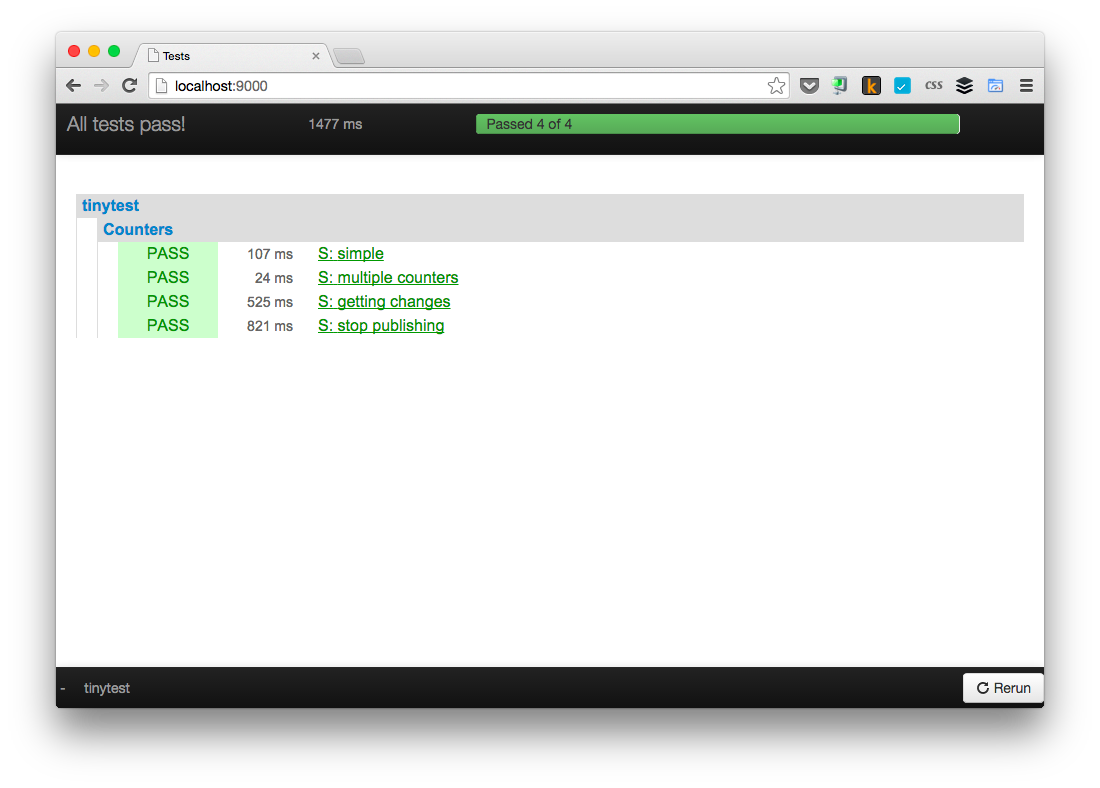 Tests
localhost:9000
k
css
All tests pass! 1477 ms Passed 4 of 4
tinytest
Counters
PASS 107 ms S: simple
PASS 24 ms S: multiple counters
PASS 525 ms S: getting changes
PASS 821 ms S: stop publishing
- tinytest Rerun